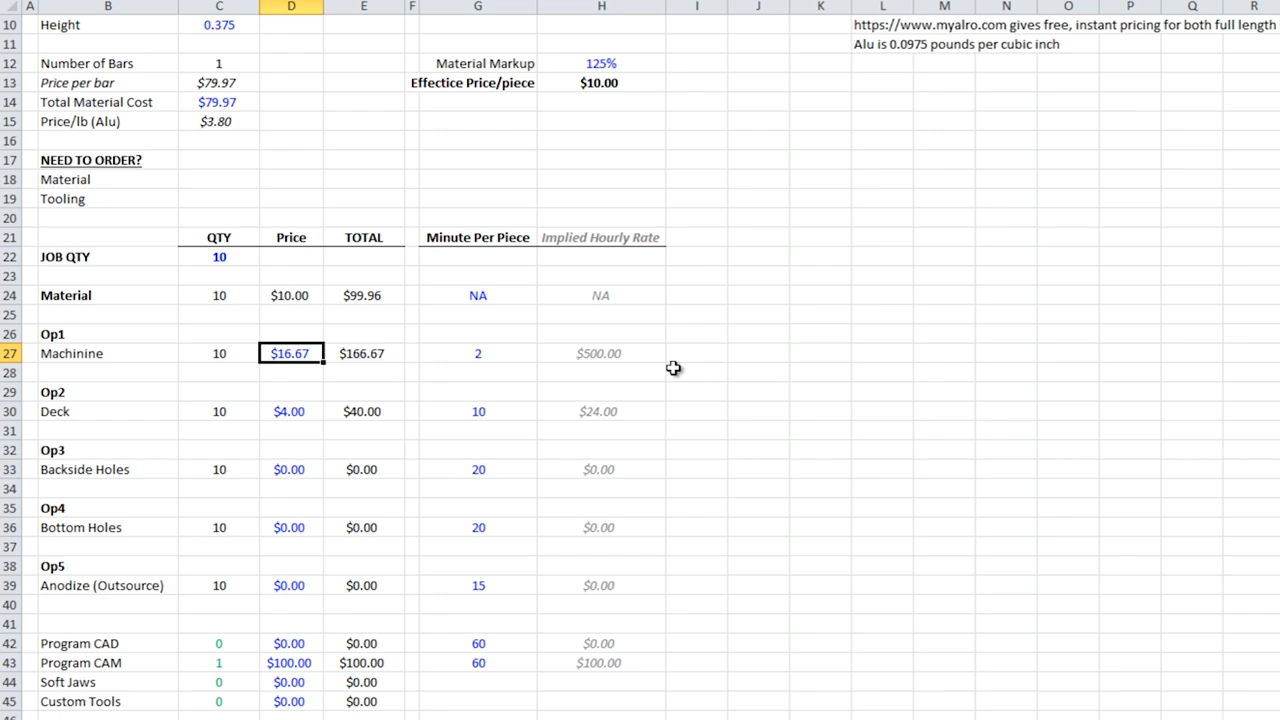 A B C D E F G H I J K L M N O P Q R
10 Height 0.375 https://www.myalro.com gives free, instant pricing for both full length
11 Alu is 0.0975 pounds per cubic inch
12 Number of Bars 1 Material Markup 125%
13 Price per bar $79.97 Effectice Price/piece $10.00
14 Total Material Cost $79.97
15 Price/lb (Alu) $3.80
16
17 NEED TO ORDER?
18 Material
19 Tooling
20
21 QTY Price TOTAL Minute Per Piece Implied Hourly Rate
22 JOB QTY 10
23
24 Material 10 $10.00 $99.96 NA NA
25
26 Op1
27 Machinine 10 $16.67 $166.67 2 $500.00
28
29 Op2
30 Deck 10 $4.00 $40.00 10 $24.00
31
32 Op3
33 Backside Holes 10 $0.00 $0.00 20 $0.00
34
35 Op4
36 Bottom Holes 10 $0.00 $0.00 20 $0.00
37
38 Op5
39 Anodize (Outsource) 10 $0.00 $0.00 15 $0.00
40
41
42 Program CAD 0 $0.00 $0.00 60 $0.00
43 Program CAM 1 $100.00 $100.00 60 $100.00
44 Soft Jaws 0 $0.00 $0.00
45 Custom Tools 0 $0.00 $0.00